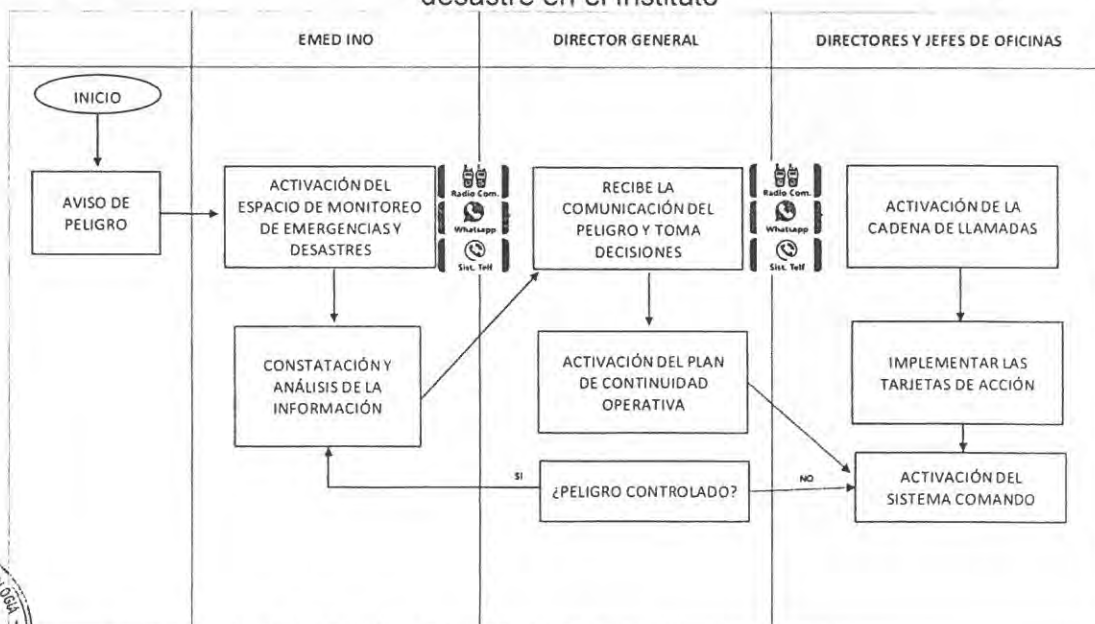 desastre en el Instituto
EMED INO
DIRECTOR GENERAL
DIRECTORES Y JEFES DE OFICINAS
INICIO
AVISO DE
PELIGRO
ACTIVACIÓN DEL
ESPACIO DE MONITOREO
DE EMERGENCIAS Y
DESASTRES
Radio Com.
Whatsapp
Sist. Telf
RECIBE LA
COMUNICACIÓN DEL
PELIGRO Y TOMA
DECISIONES
Radio Com.
Whatsapp
Sist. Telf
ACTIVACIÓN DE LA
CADENA DE LLAMADAS
CONSTATACIÓN Y
ANÁLISIS DE LA
INFORMACIÓN
ACTIVACIÓN DEL PLAN
DE CONTINUIDAD
OPERATIVA
IMPLEMENTAR LAS
TARJETAS DE ACCIÓN
SI
¿PELIGRO CONTROLADO?
NO
ACTIVACIÓN DEL
SISTEMA COMANDO